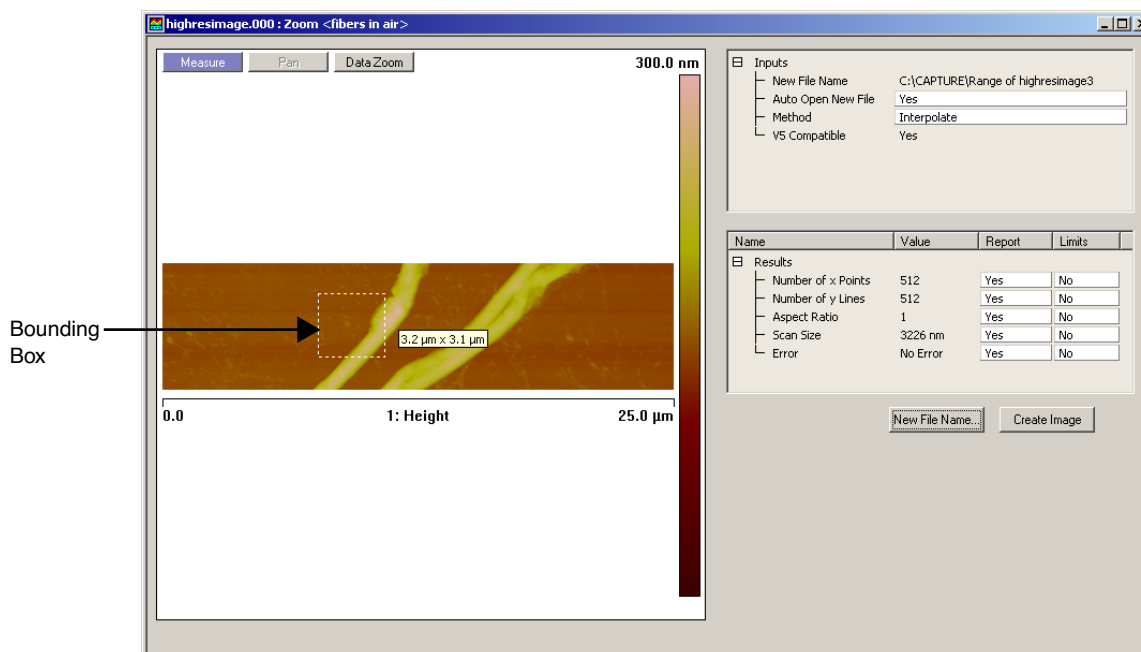 highresimage.000 : Zoom <fibers in air>
Measure Pan Data Zoom 300.0 nm
Bounding
Box
3.2 µm x 3.1 µm
0.0 1: Height 25.0 µm
Inputs
New File Name C:\CAPTURE\Range of highresimage3
Auto Open New File Yes
Method Interpolate
V5 Compatible Yes
Name Value Report Limits
Results
Number of x Points 512 Yes No
Number of y Lines 512 Yes No
Aspect Ratio 1 Yes No
Scan Size 3226 nm Yes No
Error No Error Yes No
New File Name... Create Image